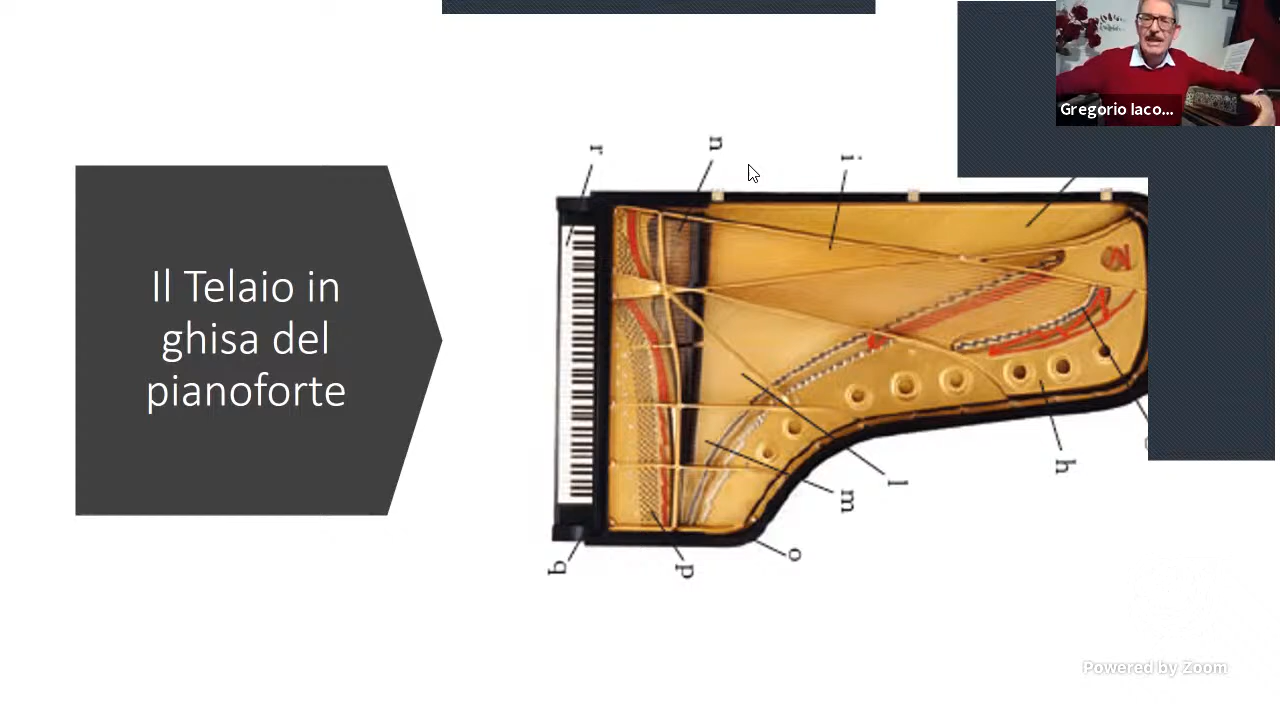 Gregorio Iaco...
Il Telaio in
ghisa del
pianoforte
r
n
i
h
l
m
o
p
q
Powered by Zoom